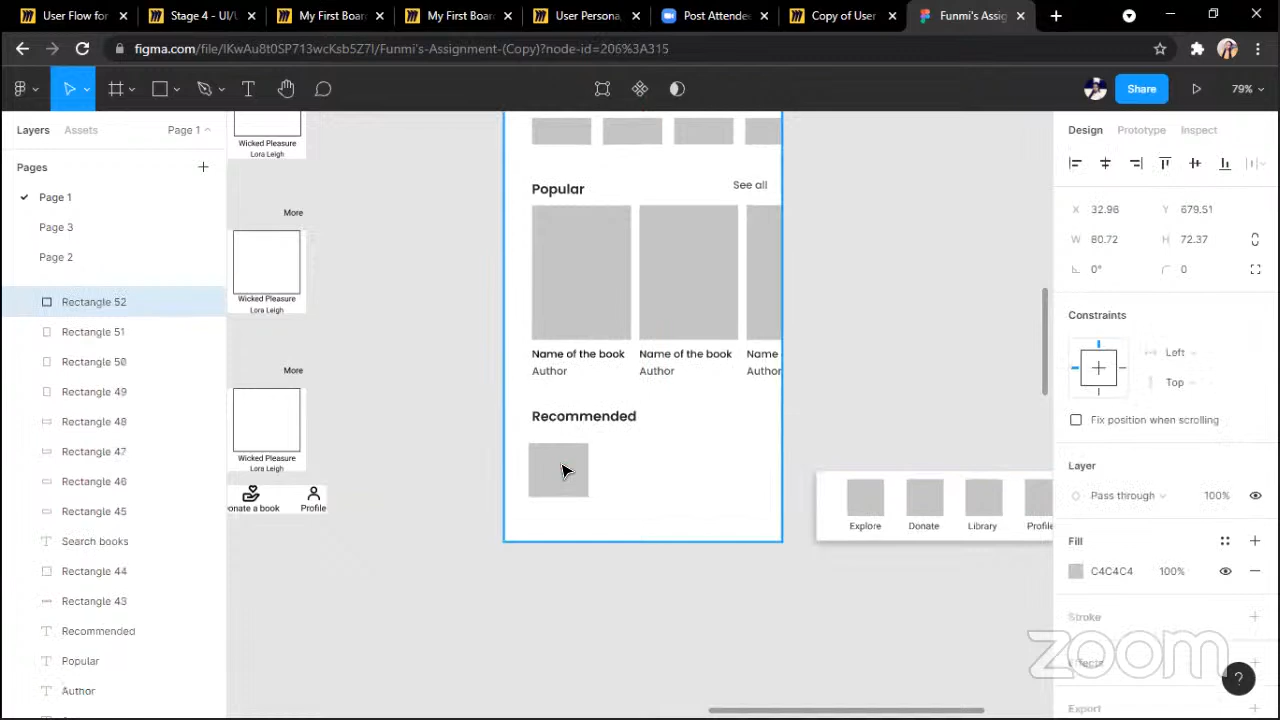 User Flow for
Stage 4 - UI/U
My First Boar
My First Boar
User Persona,
Post Attendee
Copy of User
Funmi's Assig
figma.com/file/lKwAu8t0SP713wcKsb5Z7l/Funmi's-Assignment-(Copy)?node-id=206%3A315
Share
79%
Layers
Assets
Page 1
Design
Prototype
Inspect
Pages
Page 1
Page 3
Page 2
Rectangle 52
Rectangle 51
Rectangle 50
Rectangle 49
Rectangle 48
Rectangle 47
Rectangle 46
Rectangle 45
Search books
Rectangle 44
Rectangle 43
Recommended
Popular
Author
Wicked Pleasure
Lora Leigh
More
Wicked Pleasure
Lora Leigh
More
Wicked Pleasure
Lora Leigh
onate a book
Profile
Popular
See all
Name of the book
Name of the book
Name
Author
Author
Author
Recommended
Explore
Donate
Library
Profile
X 32.96
Y 679.51
W 80.72
H 72.37
0°
0
Constraints
Left
Top
Fix position when scrolling
Layer
Pass through
100%
Fill
C4C4C4
100%
Stroke
Effects
Export
zoom
?